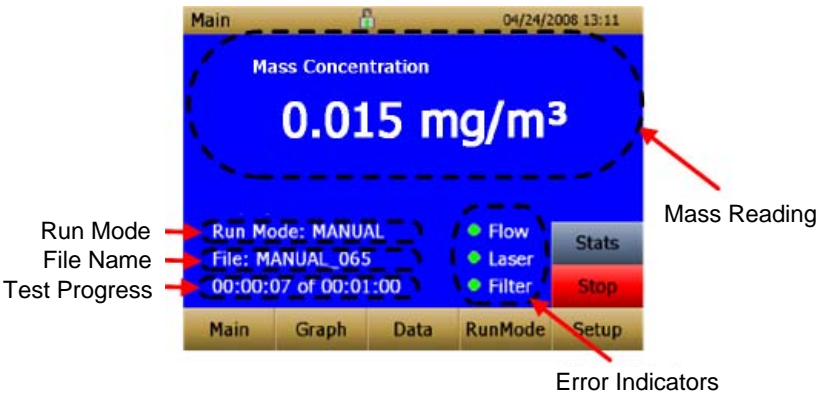 Main 04/24/2008 13:11
Mass Concentration
0.015 mg/m³
Mass Reading
Run Mode
Run Mode: MANUAL
File Name
File: MANUAL_065
Test Progress
00:00:07 of 00:01:00
Flow
Laser
Filter
Stats
Stop
Main Graph Data RunMode Setup
Error Indicators